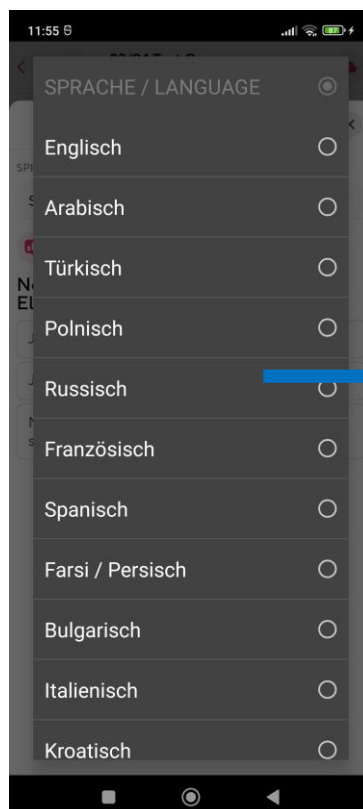 11:55
SPRACHE / LANGUAGE
Englisch
Arabisch
Türkisch
Polnisch
Russisch
Französisch
Spanisch
Farsi / Persisch
Bulgarisch
Italienisch
Kroatisch